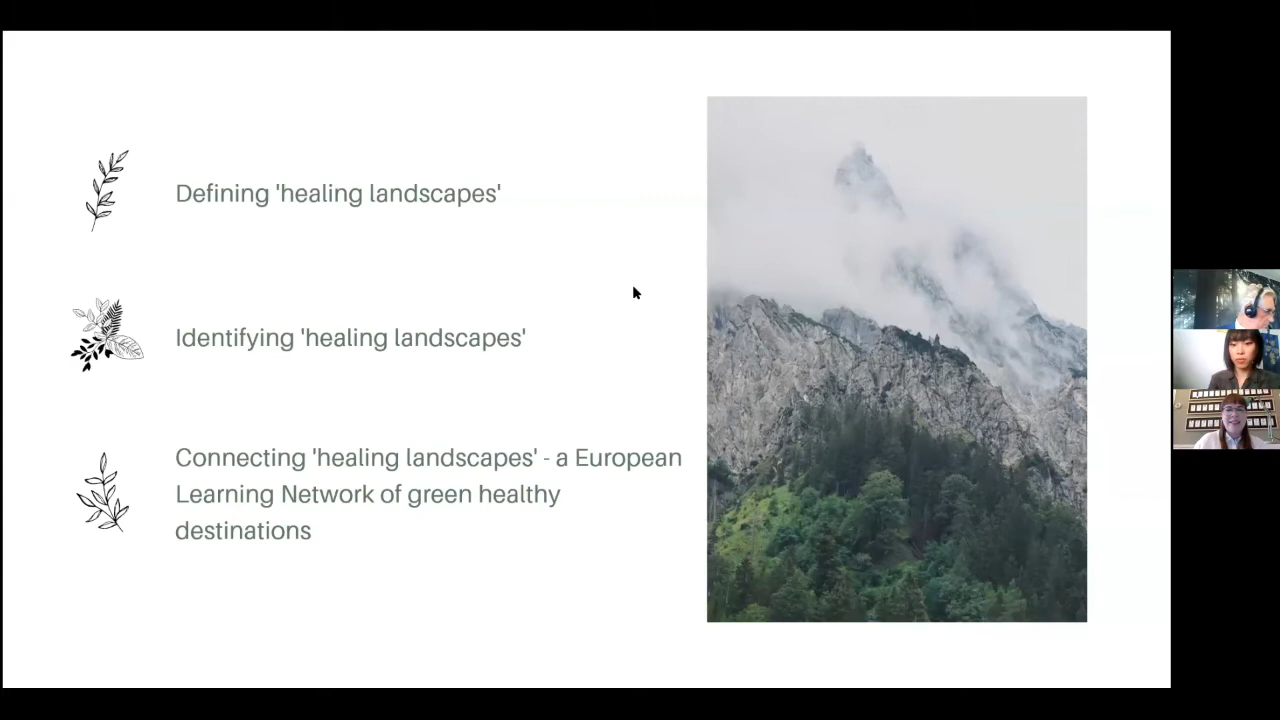 Defining 'healing landscapes'
Identifying 'healing landscapes'
Connecting 'healing landscapes' - a European
Learning Network of green healthy
destinations